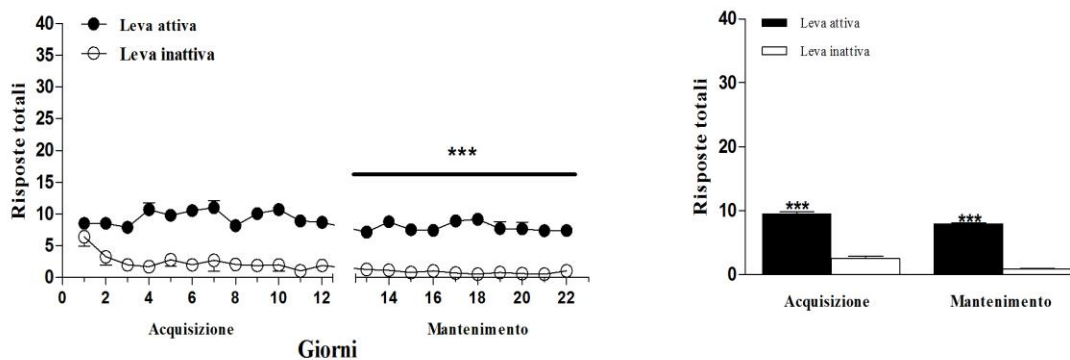 Leva attiva
Leva inattiva
Risposte totali
40
35
30
25
20
15
10
5
0
***
0 2 4 6 8 10 12 14 16 18 20 22
Acquisizione Mantenimento
Giorni
Leva attiva
Leva inattiva
Risposte totali
40
30
20
10
0
*** ***
Acquisizione Mantenimento